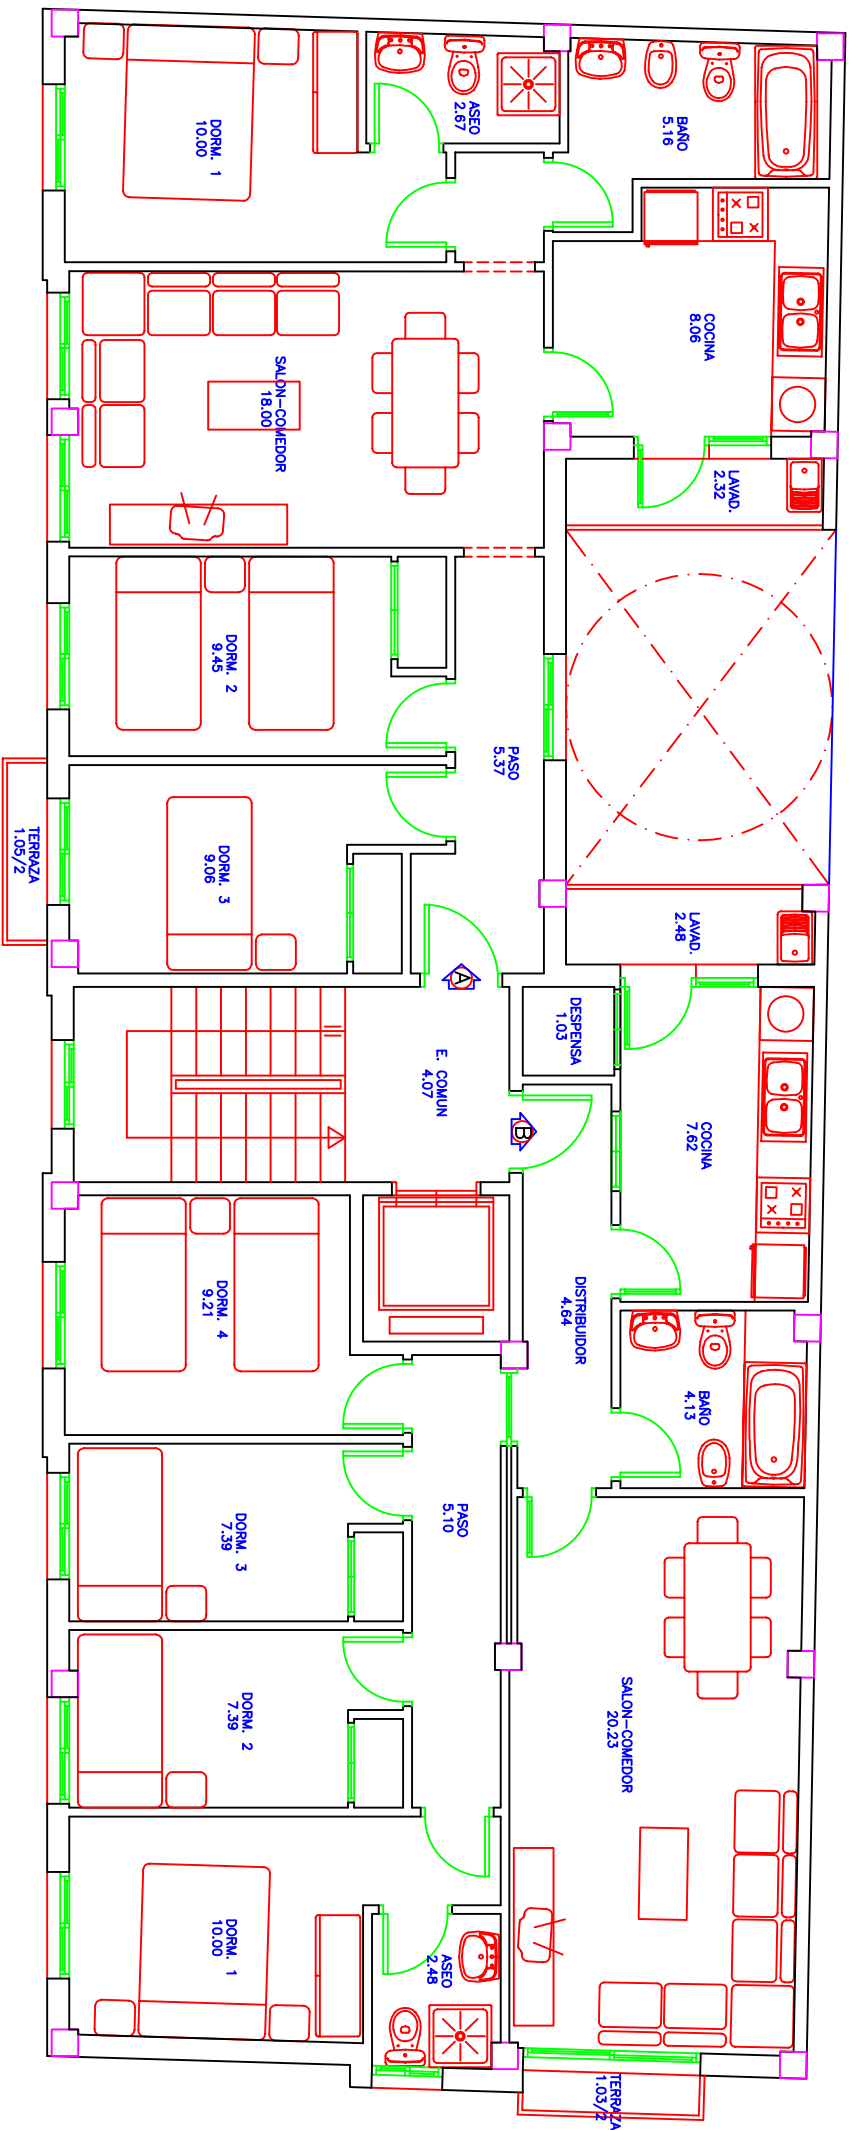 DORM. 1
10.00
ASEO
2.67
BAÑO
5.16
COCINA
8.06
SALON-COMEDOR
18.00
LAVAD.
2.32
DORM. 2
9.45
PASO
5.37
DORM. 3
9.06
TERRAZA
1.05/2
LAVAD.
2.48
A
DESPENSA
1.03
E. COMUN
4.07
B
COCINA
7.62
DISTRIBUIDOR
4.64
DORM. 4
9.21
BAÑO
4.13
DORM. 3
7.39
PASO
5.10
DORM. 2
7.39
SALON-COMEDOR
20.23
DORM. 1
10.00
ASEO
2.48
TERRAZA
1.03/2